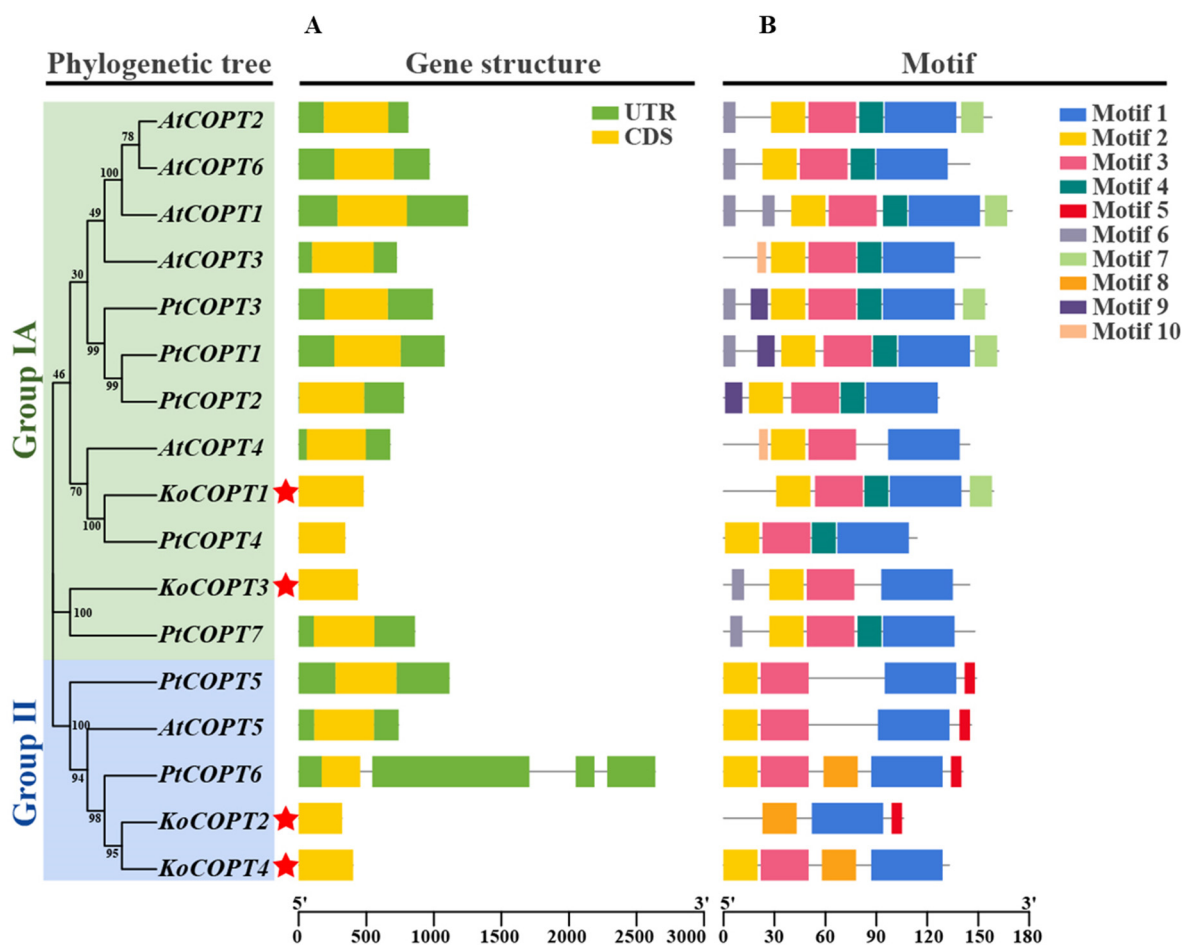 A
B
Phylogenetic tree
Gene structure
Motif
Group IA
Group II
AtCOPT2
AtCOPT6
AtCOPT1
AtCOPT3
PtCOPT3
PtCOPT1
PtCOPT2
AtCOPT4
KoCOPT1
PtCOPT4
KoCOPT3
PtCOPT7
PtCOPT5
AtCOPT5
PtCOPT6
KoCOPT2
KoCOPT4
78
100
49
30
99
99
46
70
100
100
100
94
98
95
UTR
CDS
Motif 1
Motif 2
Motif 3
Motif 4
Motif 5
Motif 6
Motif 7
Motif 8
Motif 9
Motif 10
5' 3'
0 500 1000 1500 2000 2500 3000
5' 3'
0 30 60 90 120 150 180